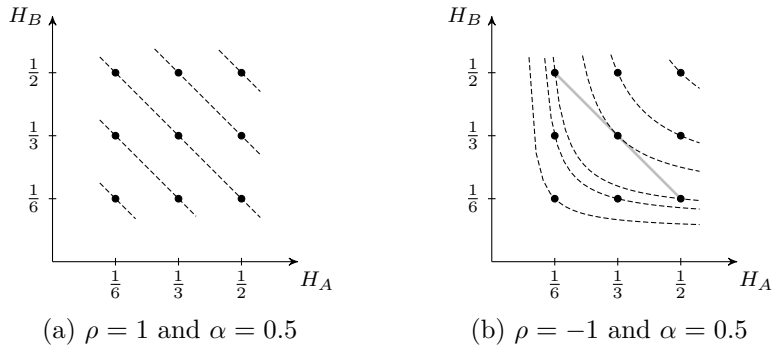 H_B H_B
1/2 1/2
1/3 1/3
1/6 1/6
1/6 1/3 1/2 H_A 1/6 1/3 1/2 H_A
(a) ρ = 1 and α = 0.5 (b) ρ = −1 and α = 0.5